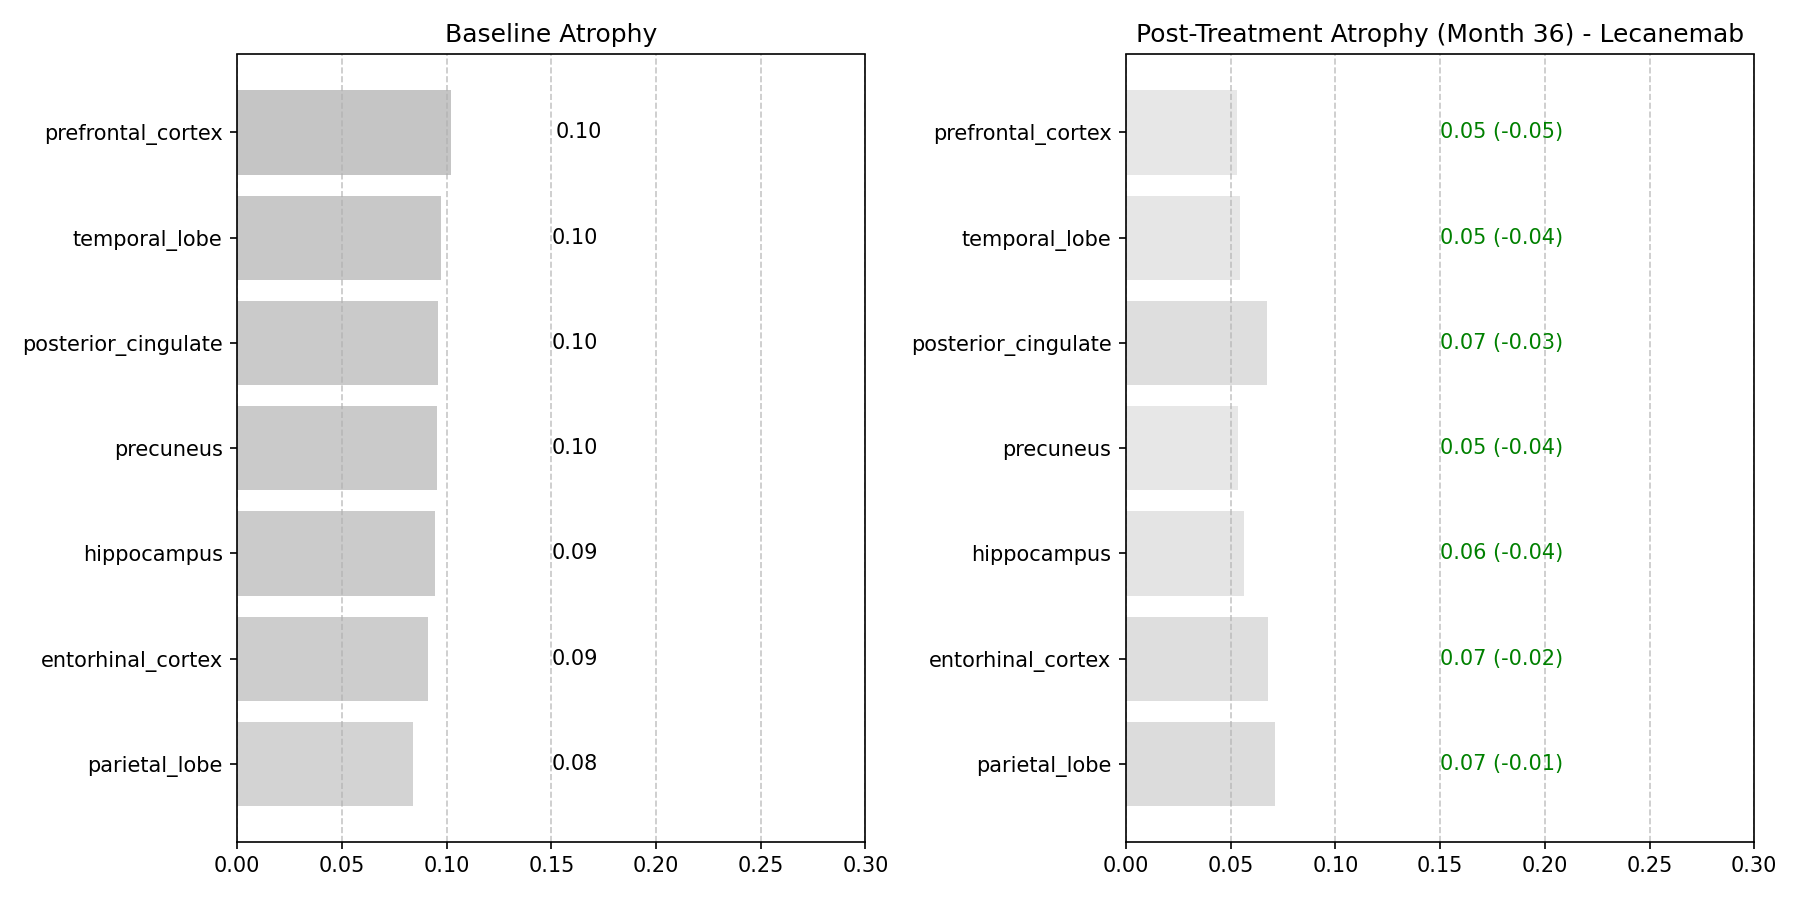 Baseline Atrophy
prefrontal_cortex 0.10
temporal_lobe 0.10
posterior_cingulate 0.10
precuneus 0.10
hippocampus 0.09
entorhinal_cortex 0.09
parietal_lobe 0.08
0.00 0.05 0.10 0.15 0.20 0.25 0.30
Post-Treatment Atrophy (Month 36) - Lecanemab
prefrontal_cortex 0.05 (-0.05)
temporal_lobe 0.05 (-0.04)
posterior_cingulate 0.07 (-0.03)
precuneus 0.05 (-0.04)
hippocampus 0.06 (-0.04)
entorhinal_cortex 0.07 (-0.02)
parietal_lobe 0.07 (-0.01)
0.00 0.05 0.10 0.15 0.20 0.25 0.30